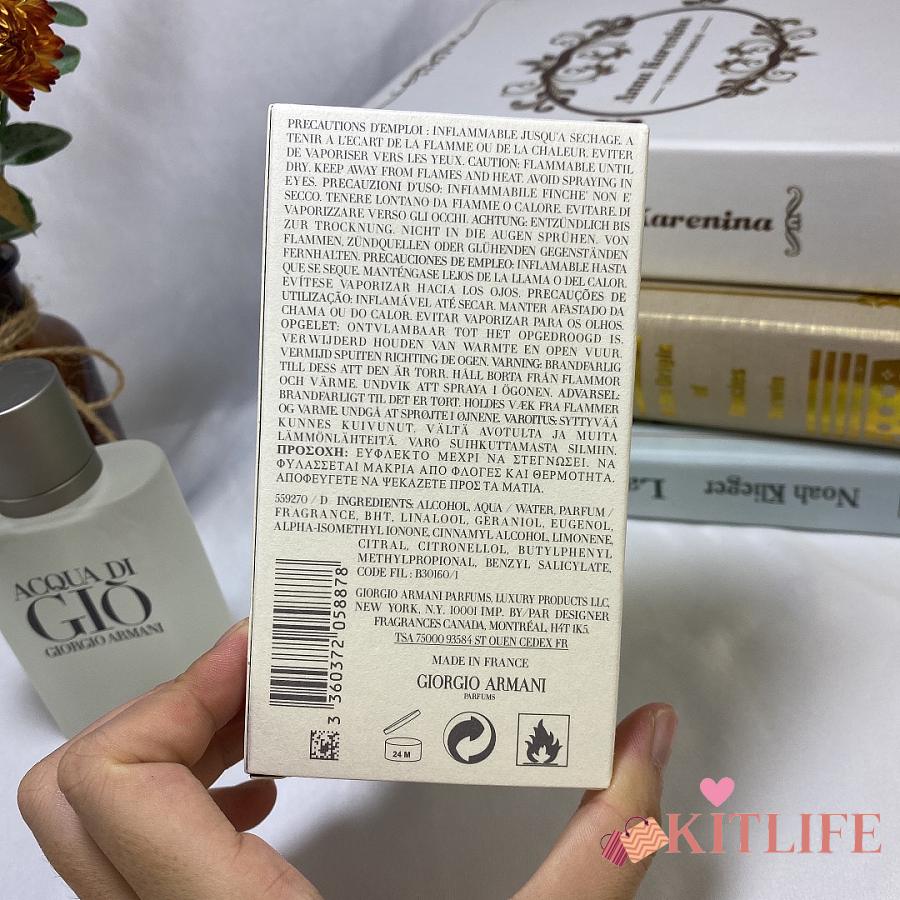 Anna Karenina
Karenina
Noah Klieger
La
PRECAUTIONS D'EMPLOI : INFLAMMABLE JUSQU'A SECHAGE. A
TENIR A L'ECART DE LA FLAMME OU DE LA CHALEUR. EVITER
DE VAPORISER VERS LES YEUX. CAUTION: FLAMMABLE UNTIL
DRY. KEEP AWAY FROM FLAMES AND HEAT. AVOID SPRAYING IN
EYES. PRECAUZIONI D'USO: INFIAMMABILE FINCHE' NON E'
SECCO. TENERE LONTANO DA FIAMME O CALORE. EVITARE DI
VAPORIZZARE VERSO GLI OCCHI. ACHTUNG: ENTZÜNDLICH BIS
ZUR TROCKNUNG. NICHT IN DIE AUGEN SPRÜHEN. VON
FLAMMEN, ZÜNDQUELLEN ODER GLÜHENDEN GEGENSTÄNDEN
FERNHALTEN. PRECAUCIONES DE EMPLEO: INFLAMABLE HASTA
QUE SE SEQUE. MANTÉNGASE LEJOS DE LA LLAMA O DEL CALOR.
EVÍTESE VAPORIZAR HACIA LOS OJOS. PRECAUÇÕES DE
UTILIZAÇÃO: INFLAMÁVEL ATÉ SECAR. MANTER AFASTADO DA
CHAMA OU DO CALOR. EVITAR VAPORIZAR PARA OS OLHOS.
OPGELET: ONTVLAMBAAR TOT HET OPGEDROOGD IS.
VERWIJDERD HOUDEN VAN WARMTE EN OPEN VUUR.
VERMIJD SPUITEN RICHTING DE OGEN. VARNING: BRANDFARLIG
TILL DESS ATT DEN ÄR TORR. HÅLL BORTA FRÅN FLAMMOR
OCH VÄRME. UNDVIK ATT SPRAYA I ÖGONEN. ADVARSEL:
BRANDFARLIGT TIL DET ER TØRT. HOLDES VÆK FRA FLAMMER
OG VARME. UNDGÅ AT SPRØJTE I ØJNENE. VAROITUS: SYTTYVÄÄ
KUNNES KUIVUNUT. VÄLTÄ AVOTULTA JA MUITA
LÄMMÖNLÄHTEITÄ. VARO SUIHKUTTAMASTA SILMIIN.
ΠΡΟΣΟΧΗ: ΕΥΦΛΕΚΤΟ ΜΕΧΡΙ ΝΑ ΣΤΕΓΝΩΣΕΙ. ΝΑ
ΦΥΛΑΣΣΕΤΑΙ ΜΑΚΡΙΑ ΑΠΟ ΦΛΟΓΕΣ ΚΑΙ ΘΕΡΜΟΤΗΤΑ.
ΑΠΟΦΕΥΓΕΤΕ ΝΑ ΨΕΚΑΖΕΤΕ ΠΡΟΣ ΤΑ ΜΑΤΙΑ.
559270 / D INGREDIENTS: ALCOHOL, AQUA / WATER, PARFUM /
FRAGRANCE, BHT, LINALOOL, GERANIOL, EUGENOL,
ALPHA-ISOMETHYL IONONE, CINNAMYL ALCOHOL, LIMONENE,
CITRAL, CITRONELLOL, BUTYLPHENYL
METHYLPROPIONAL, BENZYL SALICYLATE,
CODE FIL : B30160/1
GIORGIO ARMANI PARFUMS, LUXURY PRODUCTS LLC,
NEW YORK, N.Y. 10001 IMP. BY/PAR DESIGNER
FRAGRANCES CANADA, MONTRÉAL, H4T 1K5.
TSA 75000 93584 ST OUEN CEDEX FR
MADE IN FRANCE
GIORGIO ARMANI
PARFUMS
3 360372 058878
24 M
ACQUA DI
GIÒ
GIORGIO ARMANI
KITLIFE